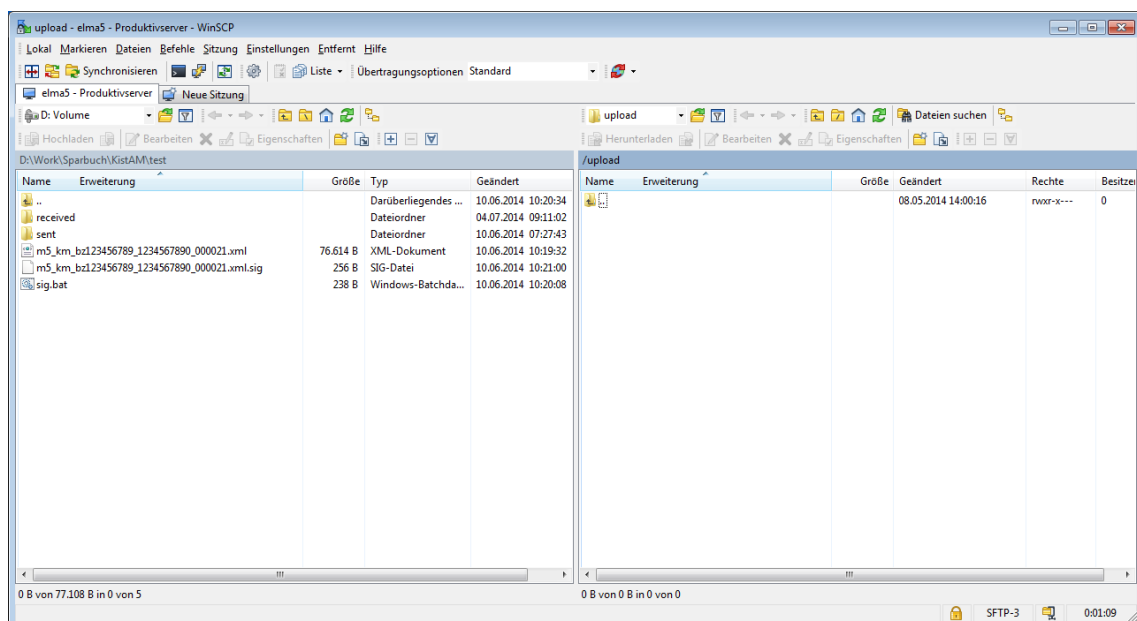 upload - elma5 - Produktivserver - WinSCP
Lokal Markieren Dateien Befehle Sitzung Einstellungen Entfernt Hilfe
Synchronisieren Liste Übertragungsoptionen Standard
elma5 - Produktivserver Neue Sitzung
D: Volume
Hochladen Bearbeiten Eigenschaften
D:\Work\Sparbuch\KistAM\test
Name Erweiterung Größe Typ Geändert
.. Darüberliegendes ... 10.06.2014 10:20:34
received Dateiordner 04.07.2014 09:11:02
sent Dateiordner 10.06.2014 07:27:43
m5_km_bz123456789_1234567890_000021.xml 76.614 B XML-Dokument 10.06.2014 10:19:32
m5_km_bz123456789_1234567890_000021.xml.sig 256 B SIG-Datei 10.06.2014 10:21:00
sig.bat 238 B Windows-Batchda... 10.06.2014 10:20:08
0 B von 77.108 B in 0 von 5
upload Dateien suchen
Herunterladen Bearbeiten Eigenschaften
/upload
Name Erweiterung Größe Geändert Rechte Besitzer
.. 08.05.2014 14:00:16 rwxr-x--- 0
0 B von 0 B in 0 von 0
SFTP-3 0:01:09